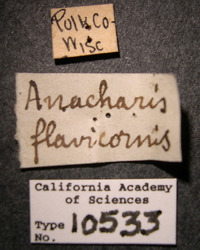 Polk Co-
Wisc
Anacharis
flavicornis
California Academy
of Sciences
Type
No. 10533